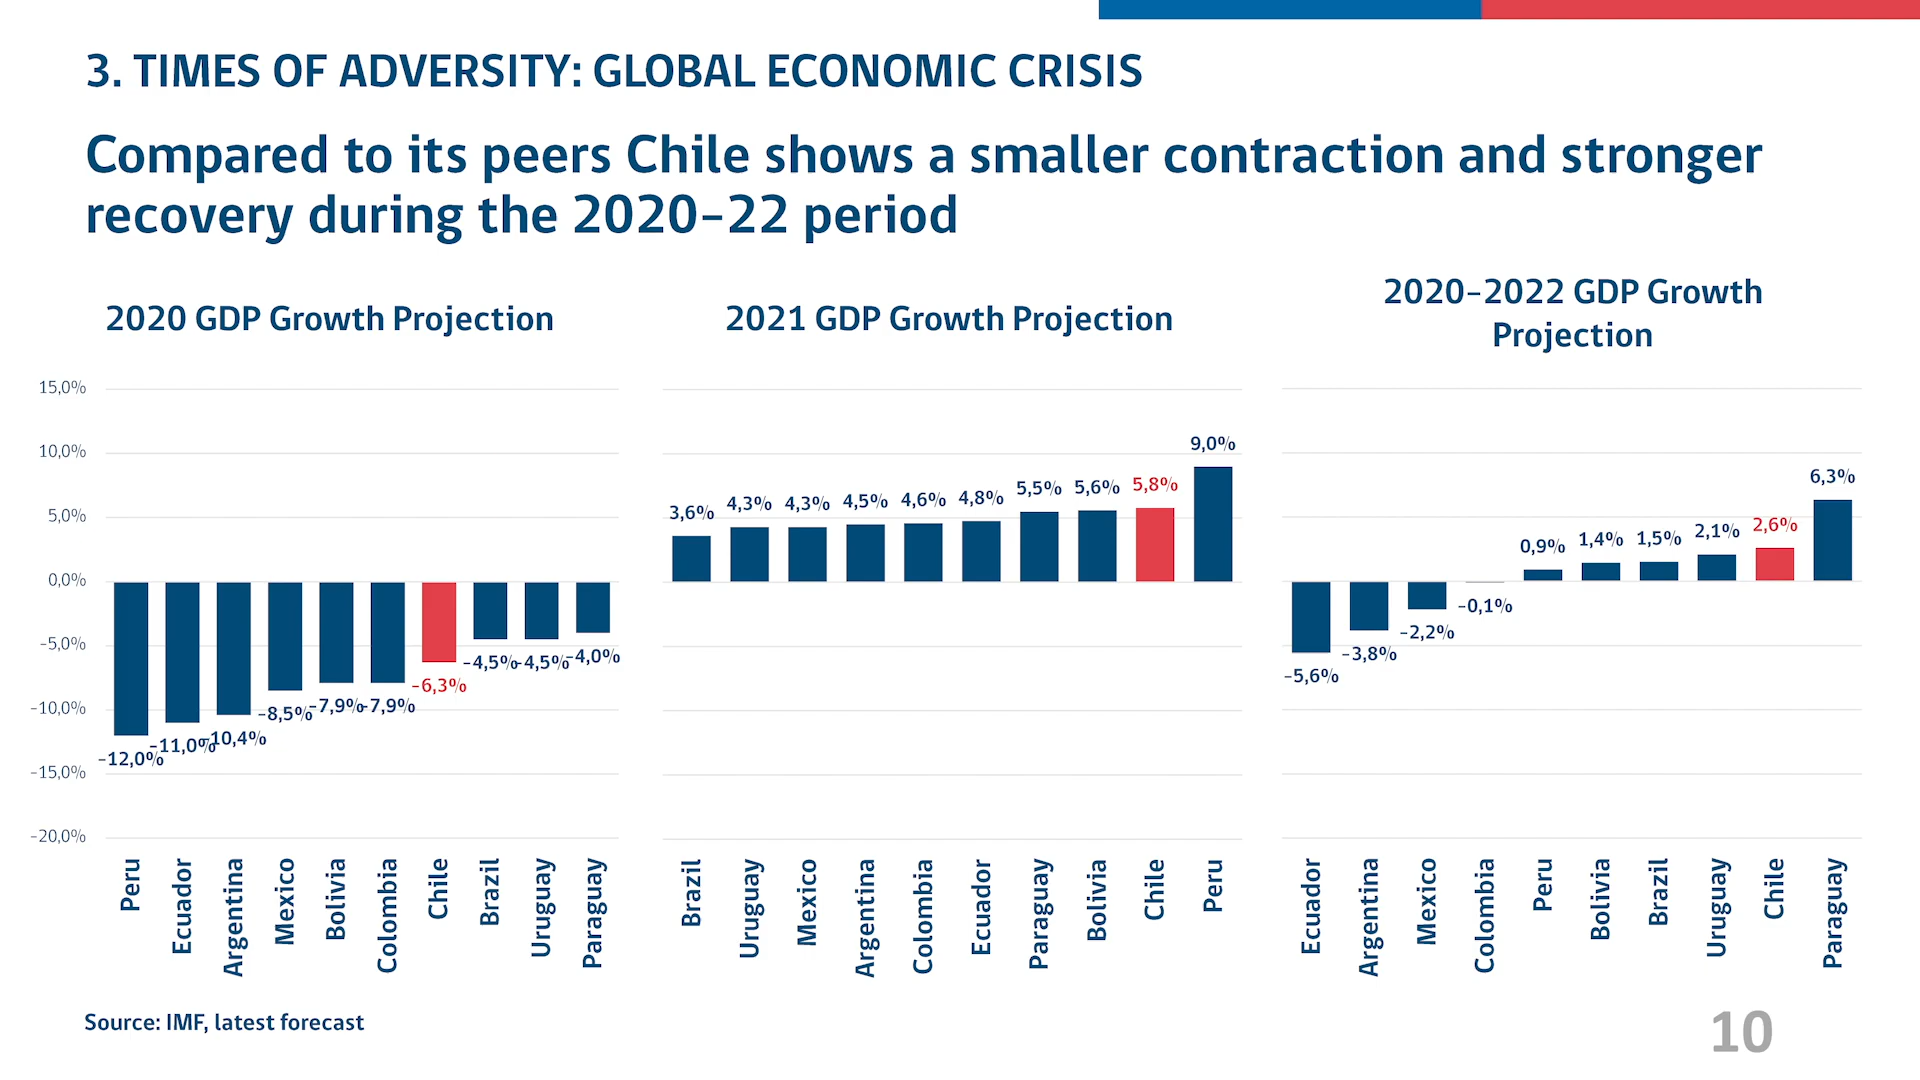 3. TIMES OF ADVERSITY: GLOBAL ECONOMIC CRISIS
Compared to its peers Chile shows a smaller contraction and stronger
recovery during the 2020-22 period
2020 GDP Growth Projection
15,0%
10,0%
5,0%
0,0%
-5,0%
-10,0%
-15,0%
-20,0%
-12,0%
-11,0%
-10,4%
-8,5%
-7,9%
-7,9%
-6,3%
-4,5%
-4,5%
-4,0%
Peru
Ecuador
Argentina
Mexico
Bolivia
Colombia
Chile
Brazil
Uruguay
Paraguay
2021 GDP Growth Projection
3,6%
4,3%
4,3%
4,5%
4,6%
4,8%
5,5%
5,6%
5,8%
9,0%
Brazil
Uruguay
Mexico
Argentina
Colombia
Ecuador
Paraguay
Bolivia
Chile
Peru
2020-2022 GDP Growth
Projection
-5,6%
-3,8%
-2,2%
-0,1%
0,9%
1,4%
1,5%
2,1%
2,6%
6,3%
Ecuador
Argentina
Mexico
Colombia
Peru
Bolivia
Brazil
Uruguay
Chile
Paraguay
Source: IMF, latest forecast
10